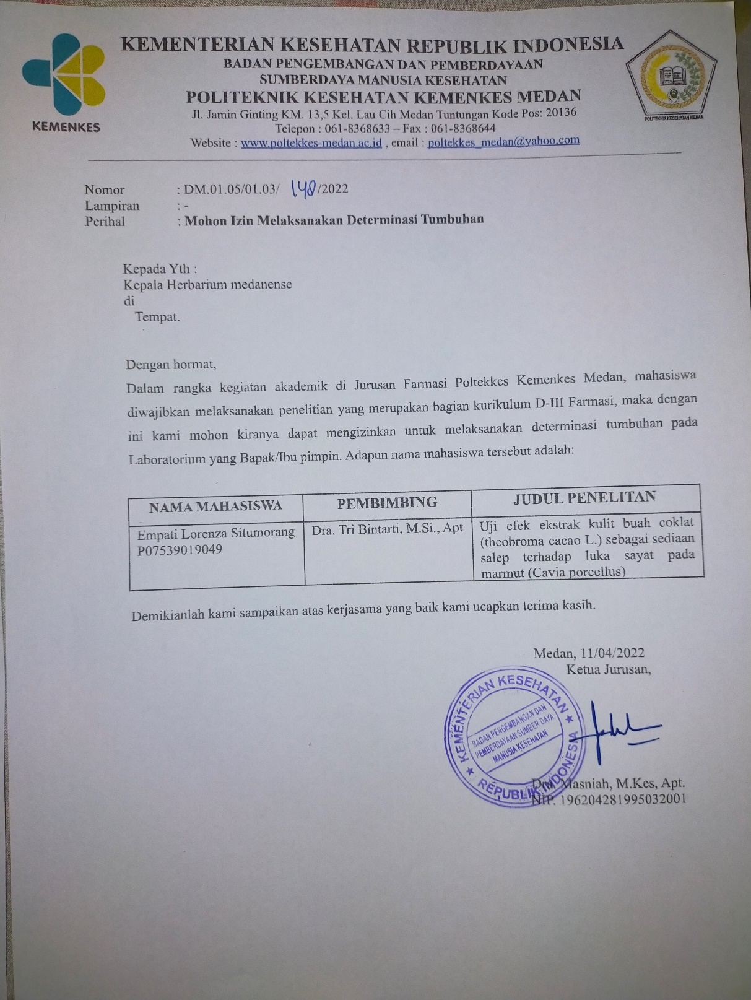 KEMENTERIAN KESEHATAN REPUBLIK INDONESIA
BADAN PENGEMBANGAN DAN PEMBERDAYAAN
SUMBERDAYA MANUSIA KESEHATAN
POLITEKNIK KESEHATAN KEMENKES MEDAN
Jl. Jamin Ginting KM. 13,5 Kel. Lau Cih Medan Tuntungan Kode Pos: 20136
Telepon : 061-8368633 – Fax : 061-8368644
Website : www.poltekkes-medan.ac.id , email : poltekkes_medan@yahoo.com
KEMENKES
POLITEKNIK KESEHATAN MEDAN
Nomor : DM.01.05/01.03/ 148 /2022
Lampiran : -
Perihal : Mohon Izin Melaksanakan Determinasi Tumbuhan
Kepada Yth :
Kepala Herbarium medanense
di
Tempat.
Dengan hormat,
Dalam rangka kegiatan akademik di Jurusan Farmasi Poltekkes Kemenkes Medan, mahasiswa
diwajibkan melaksanakan penelitian yang merupakan bagian kurikulum D-III Farmasi, maka dengan
ini kami mohon kiranya dapat mengizinkan untuk melaksanakan determinasi tumbuhan pada
Laboratorium yang Bapak/Ibu pimpin. Adapun nama mahasiswa tersebut adalah:
NAMA MAHASISWA PEMBIMBING JUDUL PENELITAN
Empati Lorenza Situmorang Dra. Tri Bintarti, M.Si., Apt Uji efek ekstrak kulit buah coklat
P07539019049 (theobroma cacao L.) sebagai sediaan
salep terhadap luka sayat pada
marmut (Cavia porcellus)
Demikianlah kami sampaikan atas kerjasama yang baik kami ucapkan terima kasih.
Medan, 11/04/2022
Ketua Jurusan,
KEMENTERIAN KESEHATAN
BADAN PENGEMBANGAN DAN
PEMBERDAYAAN SUMBER DAYA
MANUSIA KESEHATAN
REPUBLIK INDONESIA
Dra. Masniah, M.Kes, Apt.
NIP. 196204281995032001